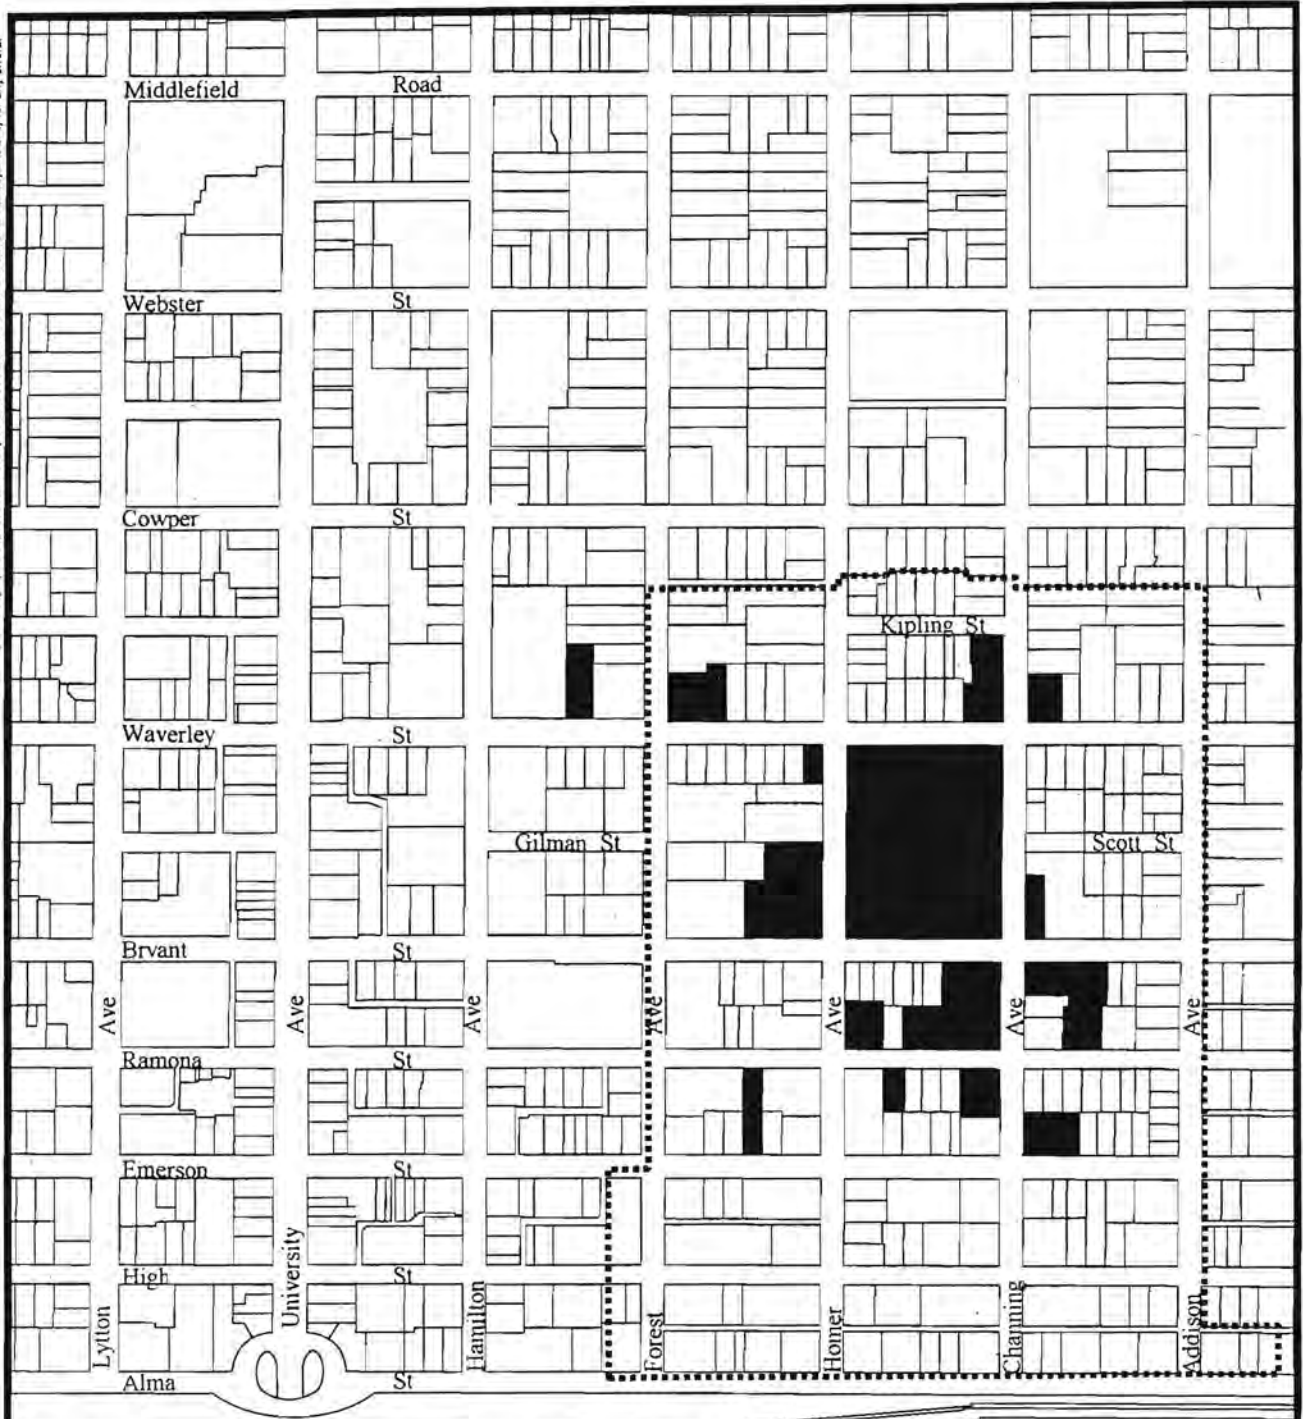 Middlefield Road
Webster St
Cowper St
Kipling St
Waverley St
Gilman St
Scott St
Brvant St
Ave Ave Ave Ave Ave Ave Ave
Ramona St
Emerson St
High St
Lytton
University
Hamilton
Forest
Homer
Channing
Addison
Alma St